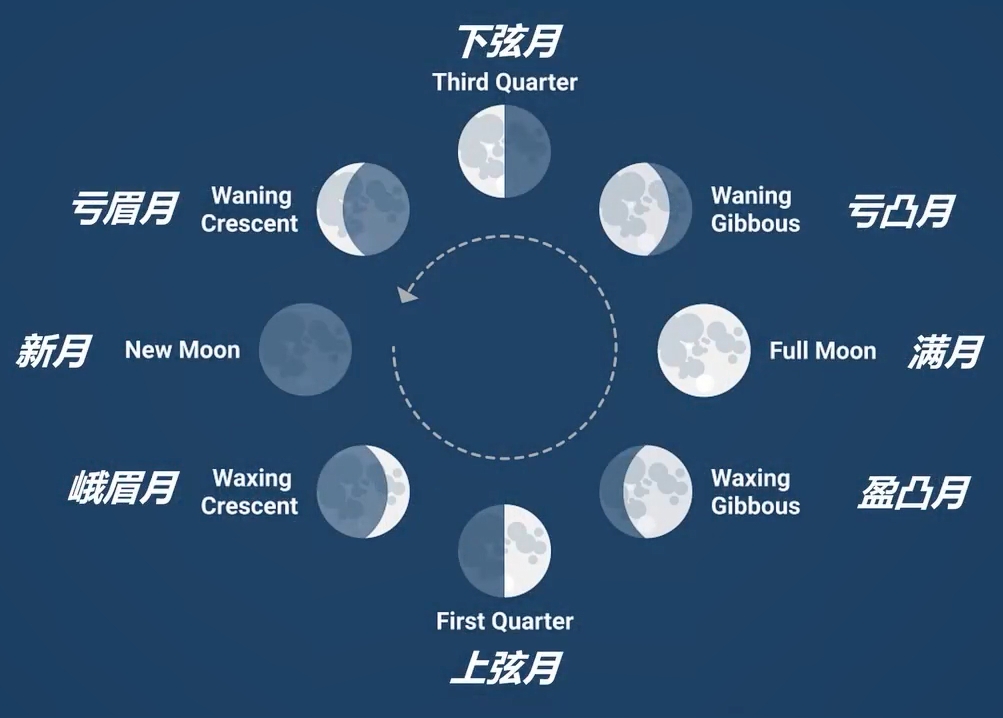 下弦月
Third Quarter
亏眉月
Waning
Crescent
Waning
Gibbous
亏凸月
新月
New Moon
Full Moon
满月
峨眉月
Waxing
Crescent
Waxing
Gibbous
盈凸月
First Quarter
上弦月